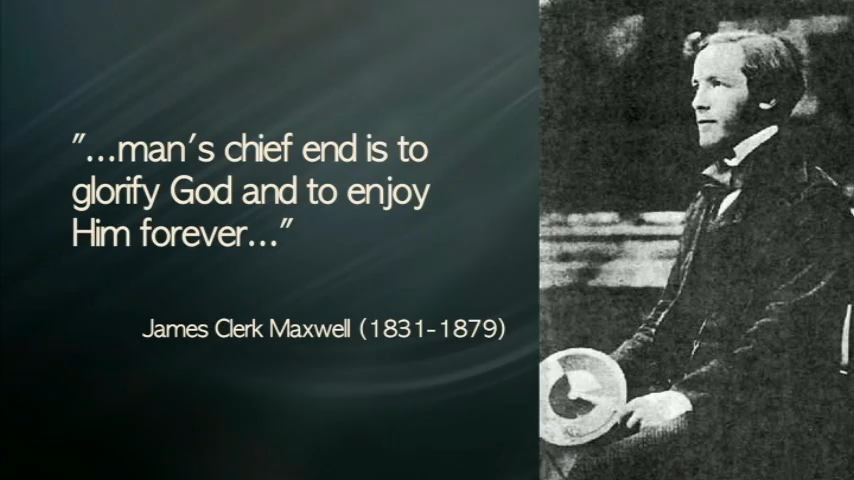 "...man's chief end is to
glorify God and to enjoy
Him forever..."
James Clerk Maxwell (1831-1879)